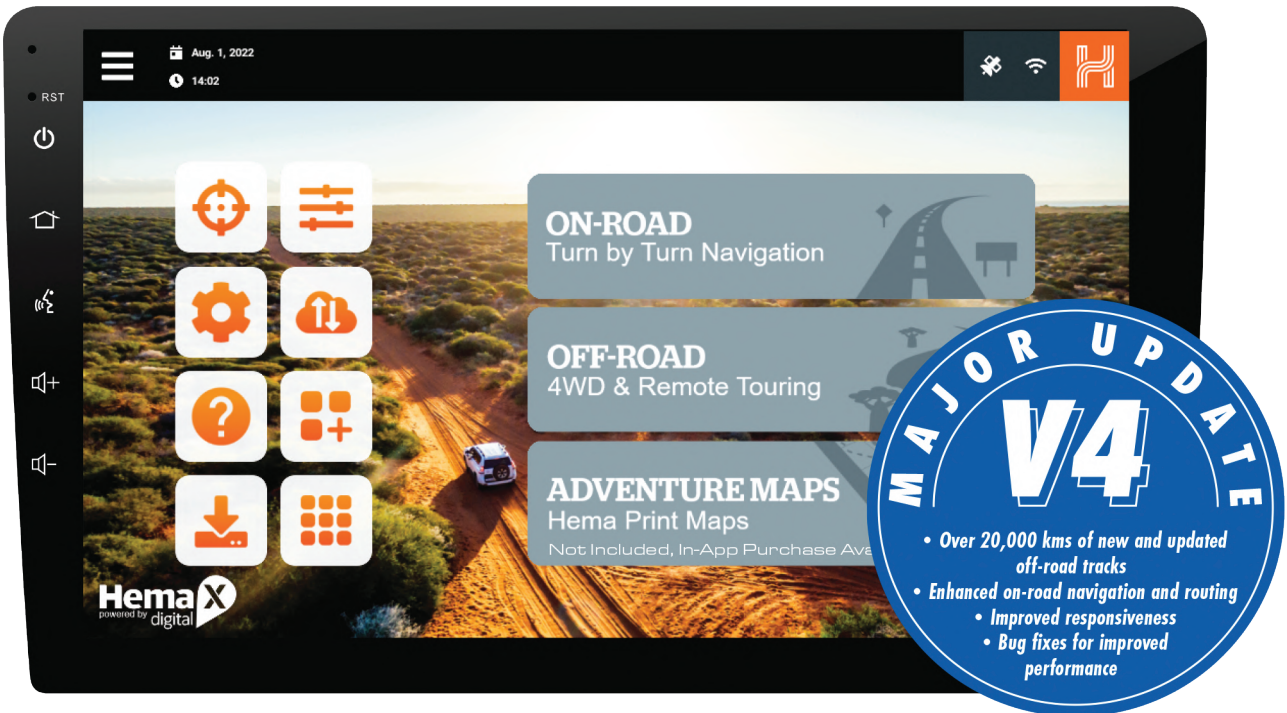 Aug. 1, 2022
14:02
RST
ON-ROAD
Turn by Turn Navigation
OFF-ROAD
4WD & Remote Touring
ADVENTURE MAPS
Hema Print Maps
Not Included, In-App Purchase
Hema X
powered by digital
MAJOR UPDATE
V4
• Over 20,000 kms of new and updated
off-road tracks
• Enhanced on-road navigation and routing
• Improved responsiveness
• Bug fixes for improved
performance